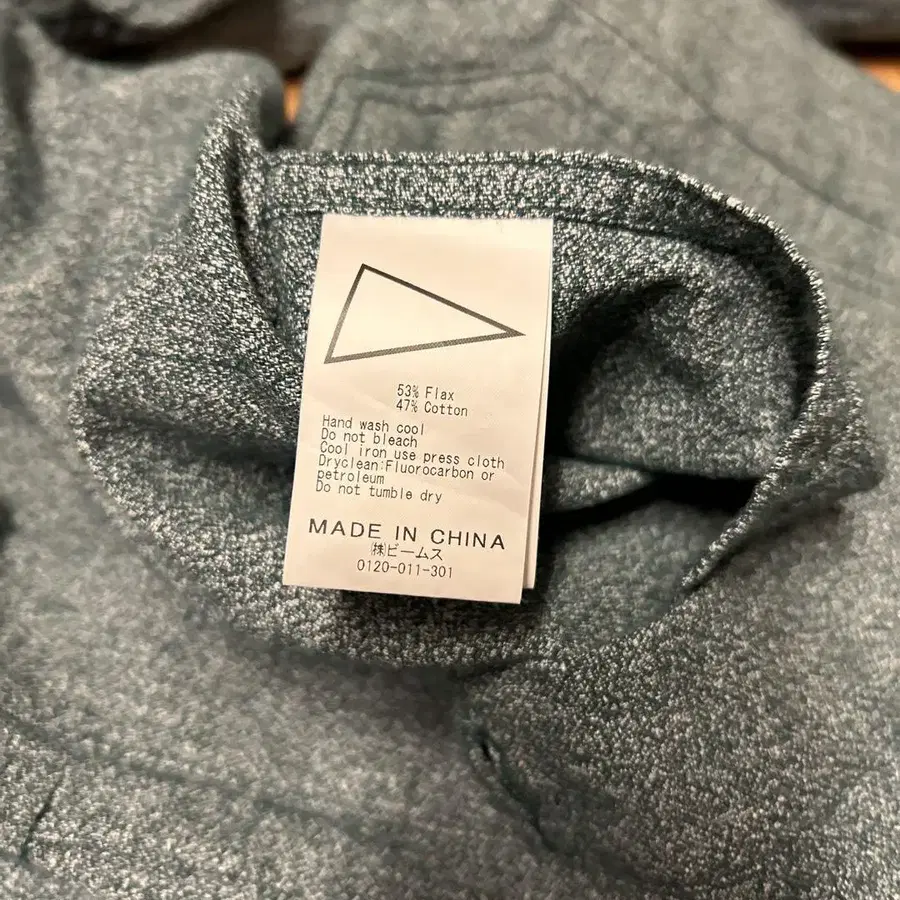 53% Flax
47% Cotton
Hand wash cool
Do not bleach
Cool iron use press cloth
Dryclean:Fluorocarbon or
petroleum
Do not tumble dry
MADE IN CHINA
㈱ビームス
0120-011-301